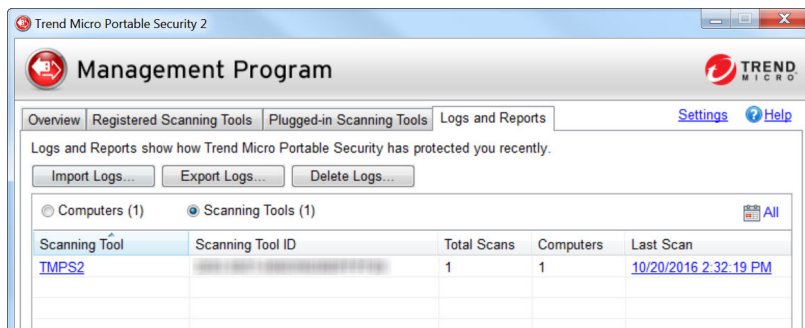 Trend Micro Portable Security 2
Management Program
TREND
MICRO
Overview Registered Scanning Tools Plugged-in Scanning Tools Logs and Reports Settings Help
Logs and Reports show how Trend Micro Portable Security has protected you recently.
Import Logs... Export Logs... Delete Logs...
Computers (1) Scanning Tools (1) All
Scanning Tool Scanning Tool ID Total Scans Computers Last Scan
TMPS2 1 1 10/20/2016 2:32:19 PM